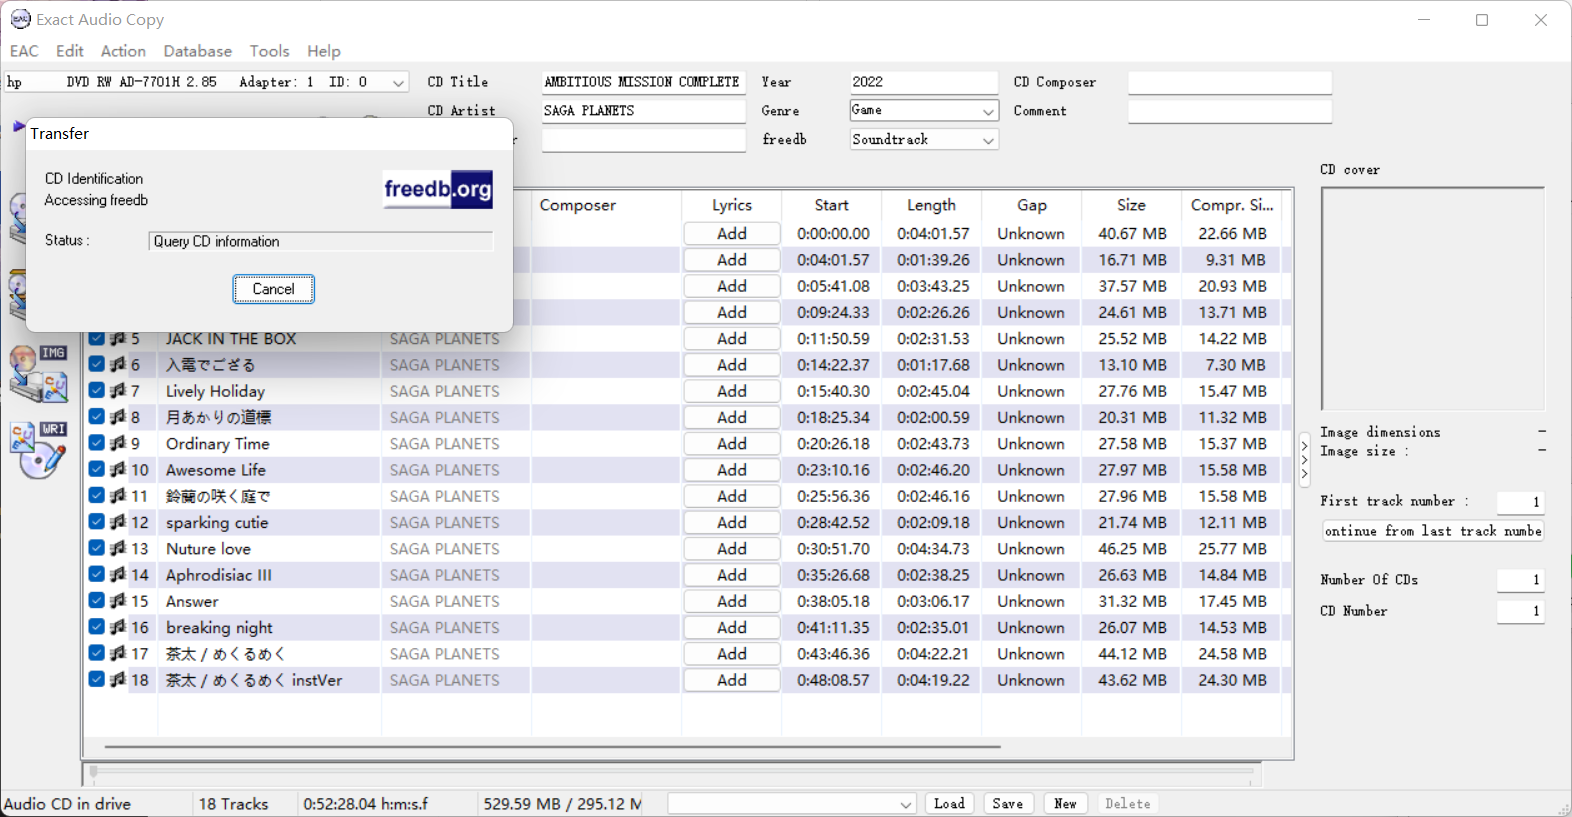 Exact Audio Copy
EAC Edit Action Database Tools Help
hp DVD RW AD-7701H 2.85 Adapter: 1 ID: 0
CD Title AMBITIOUS MISSION COMPLETE Year 2022 CD Composer
CD Artist SAGA PLANETS Genre Game Comment
freedb Soundtrack
Transfer
CD Identification
Accessing freedb
freedb.org
Status : Query CD information
Cancel
CD cover
Composer Lyrics Start Length Gap Size Compr. Si...
Add 0:00:00.00 0:04:01.57 Unknown 40.67 MB 22.66 MB
Add 0:04:01.57 0:01:39.26 Unknown 16.71 MB 9.31 MB
Add 0:05:41.08 0:03:43.25 Unknown 37.57 MB 20.93 MB
Add 0:09:24.33 0:02:26.26 Unknown 24.61 MB 13.71 MB
5 JACK IN THE BOX SAGA PLANETS Add 0:11:50.59 0:02:31.53 Unknown 25.52 MB 14.22 MB
6 入電でござる SAGA PLANETS Add 0:14:22.37 0:01:17.68 Unknown 13.10 MB 7.30 MB
7 Lively Holiday SAGA PLANETS Add 0:15:40.30 0:02:45.04 Unknown 27.76 MB 15.47 MB
8 月あかりの道標 SAGA PLANETS Add 0:18:25.34 0:02:00.59 Unknown 20.31 MB 11.32 MB
9 Ordinary Time SAGA PLANETS Add 0:20:26.18 0:02:43.73 Unknown 27.58 MB 15.37 MB
10 Awesome Life SAGA PLANETS Add 0:23:10.16 0:02:46.20 Unknown 27.97 MB 15.58 MB
11 鈴蘭の咲く庭で SAGA PLANETS Add 0:25:56.36 0:02:46.16 Unknown 27.96 MB 15.58 MB
12 sparking cutie SAGA PLANETS Add 0:28:42.52 0:02:09.18 Unknown 21.74 MB 12.11 MB
13 Nuture love SAGA PLANETS Add 0:30:51.70 0:04:34.73 Unknown 46.25 MB 25.77 MB
14 Aphrodisiac III SAGA PLANETS Add 0:35:26.68 0:02:38.25 Unknown 26.63 MB 14.84 MB
15 Answer SAGA PLANETS Add 0:38:05.18 0:03:06.17 Unknown 31.32 MB 17.45 MB
16 breaking night SAGA PLANETS Add 0:41:11.35 0:02:35.01 Unknown 26.07 MB 14.53 MB
17 茶太 / めくるめく SAGA PLANETS Add 0:43:46.36 0:04:22.21 Unknown 44.12 MB 24.58 MB
18 茶太 / めくるめく instVer SAGA PLANETS Add 0:48:08.57 0:04:19.22 Unknown 43.62 MB 24.30 MB
IMG
WRI
Image dimensions -
Image size : -
First track number : 1
ontinue from last track numbe
Number Of CDs 1
CD Number 1
Audio CD in drive 18 Tracks 0:52:28.04 h:m:s.f 529.59 MB / 295.12 M Load Save New Delete